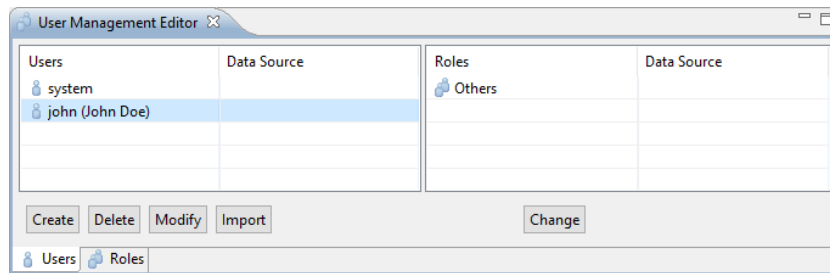 User Management Editor
Users Data Source Roles Data Source
system Others
john (John Doe)
Create Delete Modify Import Change
Users Roles